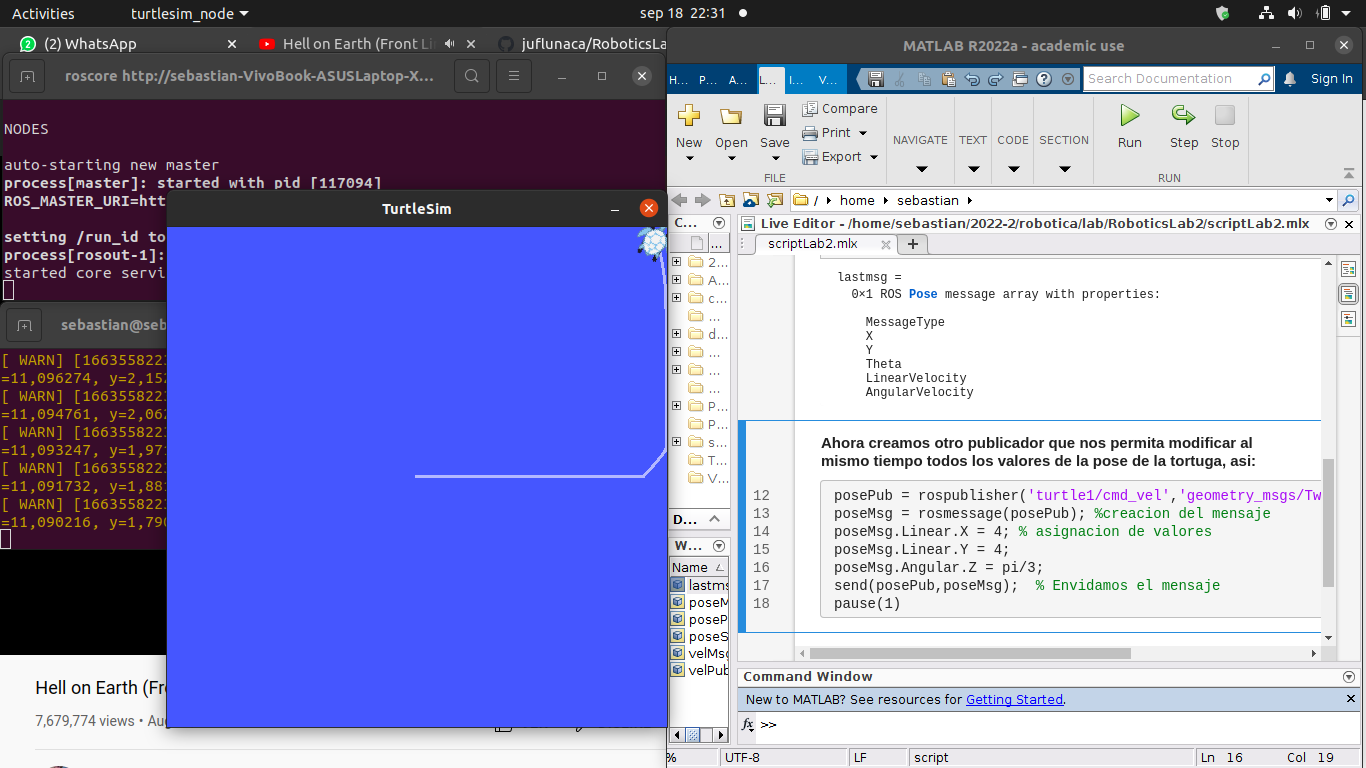 Activities
turtlesim_node
sep 18 22:31
(2) WhatsApp
Hell on Earth (Front Li
juflunaca/RoboticsLa
roscore http://sebastian-VivoBook-ASUSLaptop-X...
NODES
auto-starting new master
process[master]: started with pid [117094]
ROS_MASTER_URI=htt
setting /run_id to
process[rosout-1]:
started core servi
TurtleSim
sebastian@seb
[ WARN] [1663558223
=11,096274, y=2,152
[ WARN] [1663558223
=11,094761, y=2,062
[ WARN] [1663558223
=11,093247, y=1,971
[ WARN] [1663558223
=11,091732, y=1,881
[ WARN] [1663558223
=11,090216, y=1,790
Hell on Earth (Fr
7,679,774 views • Au
MATLAB R2022a - academic use
H... P... A... L... I... V...
Search Documentation
Sign In
New
Open
Save
Compare
Print
Export
FILE
NAVIGATE
TEXT
CODE
SECTION
Run
Step
Stop
RUN
/ ▸ home ▸ sebastian ▸
C...
...
2...
A...
c...
...
d...
...
...
...
P...
P...
s...
T...
V...
D...
W...
Name
lastms
poseM
poseP
poseS
velMsg
velPub
Live Editor - /home/sebastian/2022-2/robotica/lab/RoboticsLab2/scriptLab2.mlx
scriptLab2.mlx
lastmsg =
0×1 ROS Pose message array with properties:
MessageType
X
Y
Theta
LinearVelocity
AngularVelocity
Ahora creamos otro publicador que nos permita modificar al
mismo tiempo todos los valores de la pose de la tortuga, asi:
12 posePub = rospublisher('turtle1/cmd_vel','geometry_msgs/Tw
13 poseMsg = rosmessage(posePub); %creacion del mensaje
14 poseMsg.Linear.X = 4; % asignacion de valores
15 poseMsg.Linear.Y = 4;
16 poseMsg.Angular.Z = pi/3;
17 send(posePub,poseMsg); % Envidamos el mensaje
18 pause(1)
Command Window
New to MATLAB? See resources for Getting Started.
fx >>
% UTF-8 LF script Ln 16 Col 19